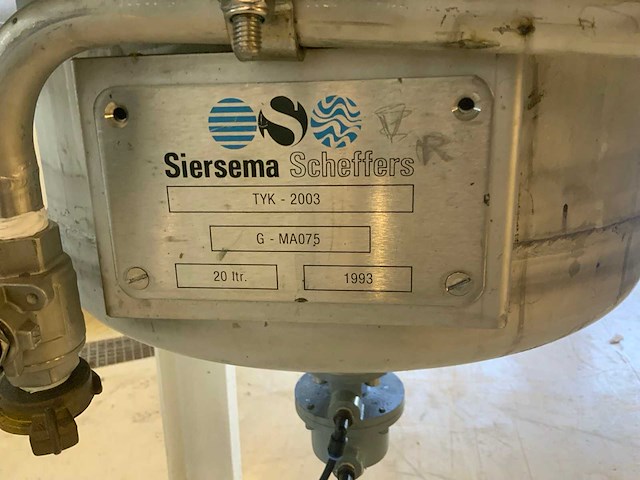 S
Siersema Scheffers
TYK - 2003
G - MA075
20 ltr.
1993